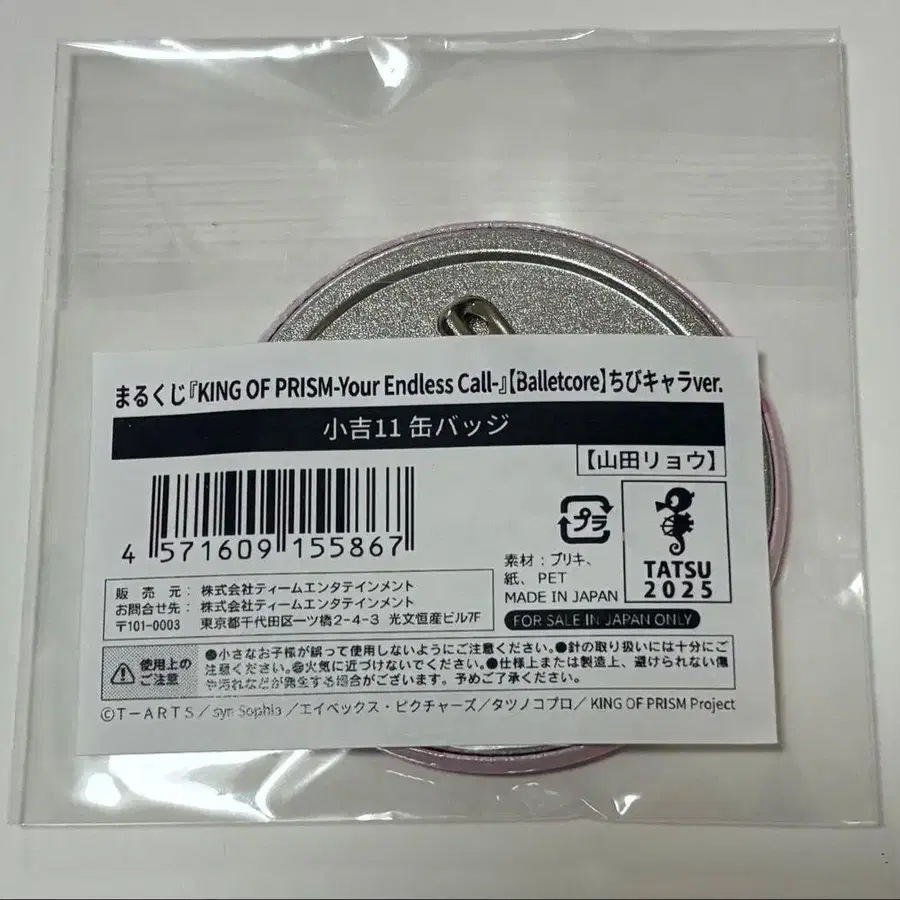 まるくじ『KING OF PRISM-Your Endless Call-』【Balletcore】ちびキャラver.
小吉11 缶バッジ
【山田リョウ】
4 571609 155867
プラ
素材：ブリキ、
紙、PET
MADE IN JAPAN
FOR SALE IN JAPAN ONLY
TATSU
2025
販売元：株式会社ティームエンタテインメント
お問合せ先：株式会社ティームエンタテインメント
〒101-0003 東京都千代田区一ツ橋2-4-3 光文恒産ビル7F
使用上の
ご注意
●小さなお子様が誤って使用しないようにご注意ください。●針の取り扱いには十分にご
注意ください。●火気に近づけないでください。●仕様上または製造上、避けられない傷
や汚れなどが発生する場合がございます。予めご了承ください。
©T-ARTS/syn Sophia/エイベックス・ピクチャーズ/タツノコプロ/KING OF PRISM Project